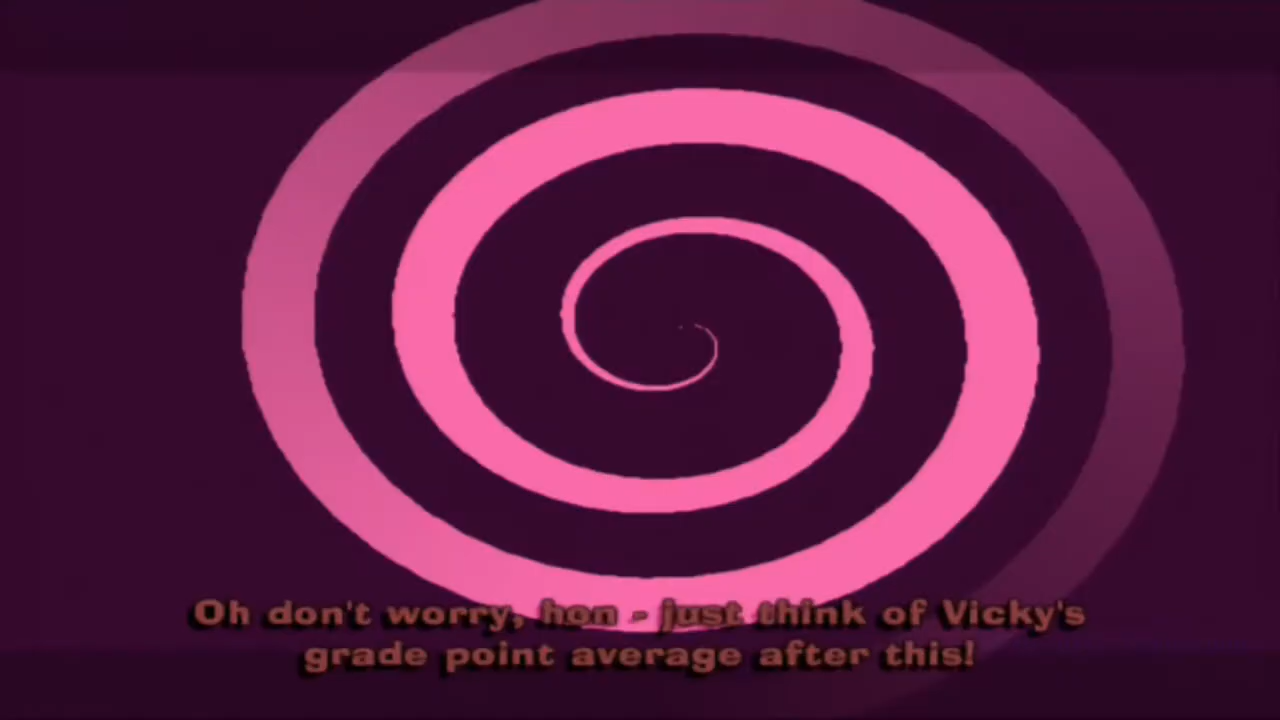 Oh don't worry, hon - just think of Vicky's
grade point average after this!